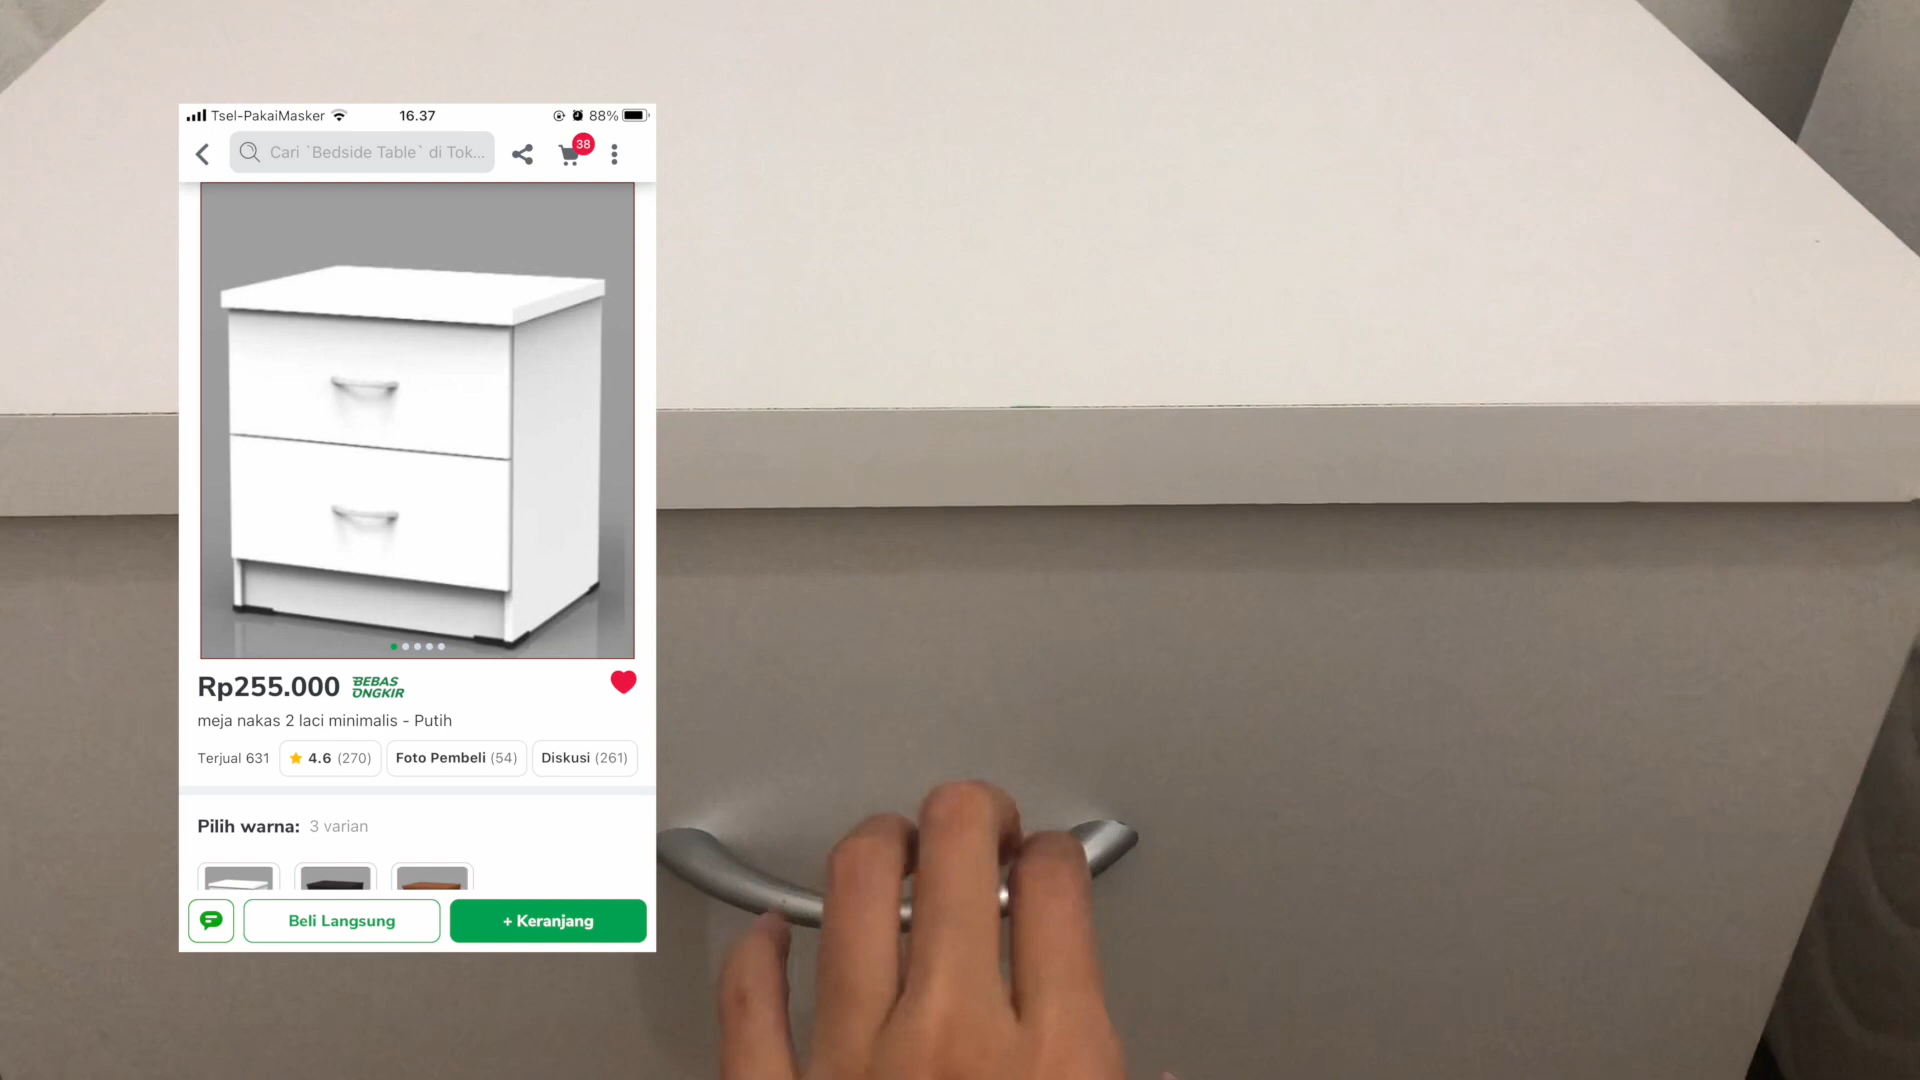 Tsel-PakaiMasker 16.37 88%
Cari `Bedside Table` di Tok... 38
Rp255.000 BEBAS ONGKIR
meja nakas 2 laci minimalis - Putih
Terjual 631 4.6 (270) Foto Pembeli (54) Diskusi (261)
Pilih warna: 3 varian
Beli Langsung + Keranjang